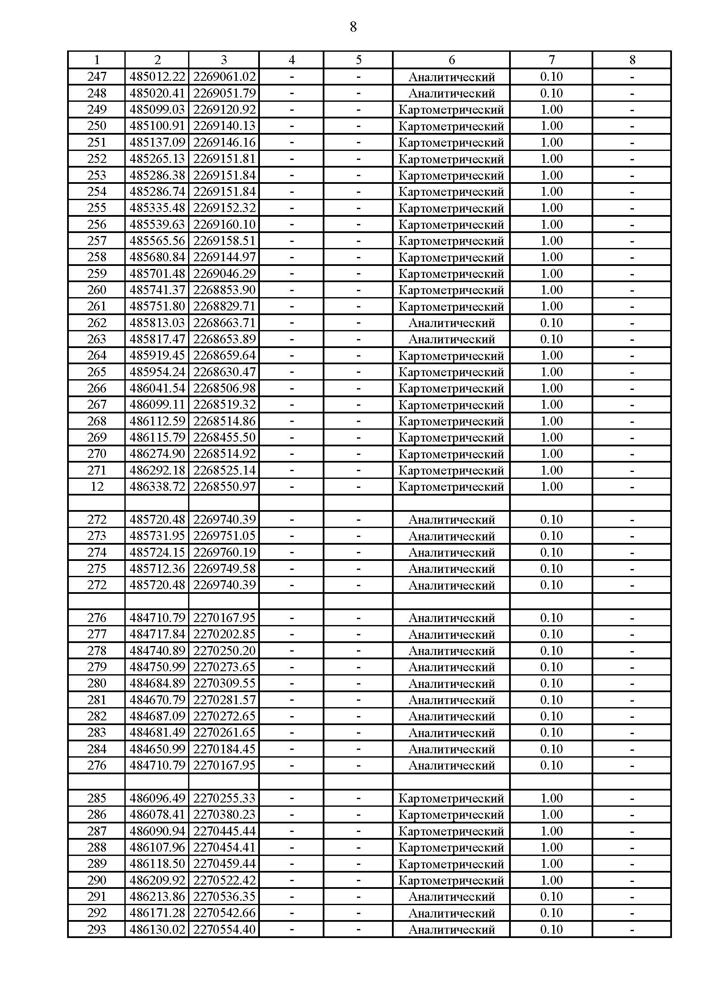 8
1 2 3 4 5 6 7 8
247 485012.22 2269061.02 - - Аналитический 0.10 -
248 485020.41 2269051.79 - - Аналитический 0.10 -
249 485099.03 2269120.92 - - Картометрический 1.00 -
250 485100.91 2269140.13 - - Картометрический 1.00 -
251 485137.09 2269146.16 - - Картометрический 1.00 -
252 485265.13 2269151.81 - - Картометрический 1.00 -
253 485286.38 2269151.84 - - Картометрический 1.00 -
254 485286.74 2269151.84 - - Картометрический 1.00 -
255 485335.48 2269152.32 - - Картометрический 1.00 -
256 485539.63 2269160.10 - - Картометрический 1.00 -
257 485565.56 2269158.51 - - Картометрический 1.00 -
258 485680.84 2269144.97 - - Картометрический 1.00 -
259 485701.48 2269046.29 - - Картометрический 1.00 -
260 485741.37 2268853.90 - - Картометрический 1.00 -
261 485751.80 2268829.71 - - Картометрический 1.00 -
262 485813.03 2268663.71 - - Аналитический 0.10 -
263 485817.47 2268653.89 - - Аналитический 0.10 -
264 485919.45 2268659.64 - - Картометрический 1.00 -
265 485954.24 2268630.47 - - Картометрический 1.00 -
266 486041.54 2268506.98 - - Картометрический 1.00 -
267 486099.11 2268519.32 - - Картометрический 1.00 -
268 486112.59 2268514.86 - - Картометрический 1.00 -
269 486115.79 2268455.50 - - Картометрический 1.00 -
270 486274.90 2268514.92 - - Картометрический 1.00 -
271 486292.18 2268525.14 - - Картометрический 1.00 -
12 486338.72 2268550.97 - - Картометрический 1.00 -
272 485720.48 2269740.39 - - Аналитический 0.10 -
273 485731.95 2269751.05 - - Аналитический 0.10 -
274 485724.15 2269760.19 - - Аналитический 0.10 -
275 485712.36 2269749.58 - - Аналитический 0.10 -
272 485720.48 2269740.39 - - Аналитический 0.10 -
276 484710.79 2270167.95 - - Аналитический 0.10 -
277 484717.84 2270202.85 - - Аналитический 0.10 -
278 484740.89 2270250.20 - - Аналитический 0.10 -
279 484750.99 2270273.65 - - Аналитический 0.10 -
280 484684.89 2270309.55 - - Аналитический 0.10 -
281 484670.79 2270281.57 - - Аналитический 0.10 -
282 484687.09 2270272.65 - - Аналитический 0.10 -
283 484681.49 2270261.65 - - Аналитический 0.10 -
284 484650.99 2270184.45 - - Аналитический 0.10 -
276 484710.79 2270167.95 - - Аналитический 0.10 -
285 486096.49 2270255.33 - - Картометрический 1.00 -
286 486078.41 2270380.23 - - Картометрический 1.00 -
287 486090.94 2270445.44 - - Картометрический 1.00 -
288 486107.96 2270454.41 - - Картометрический 1.00 -
289 486118.50 2270459.44 - - Картометрический 1.00 -
290 486209.92 2270522.42 - - Картометрический 1.00 -
291 486213.86 2270536.35 - - Аналитический 0.10 -
292 486171.28 2270542.66 - - Аналитический 0.10 -
293 486130.02 2270554.40 - - Аналитический 0.10 -